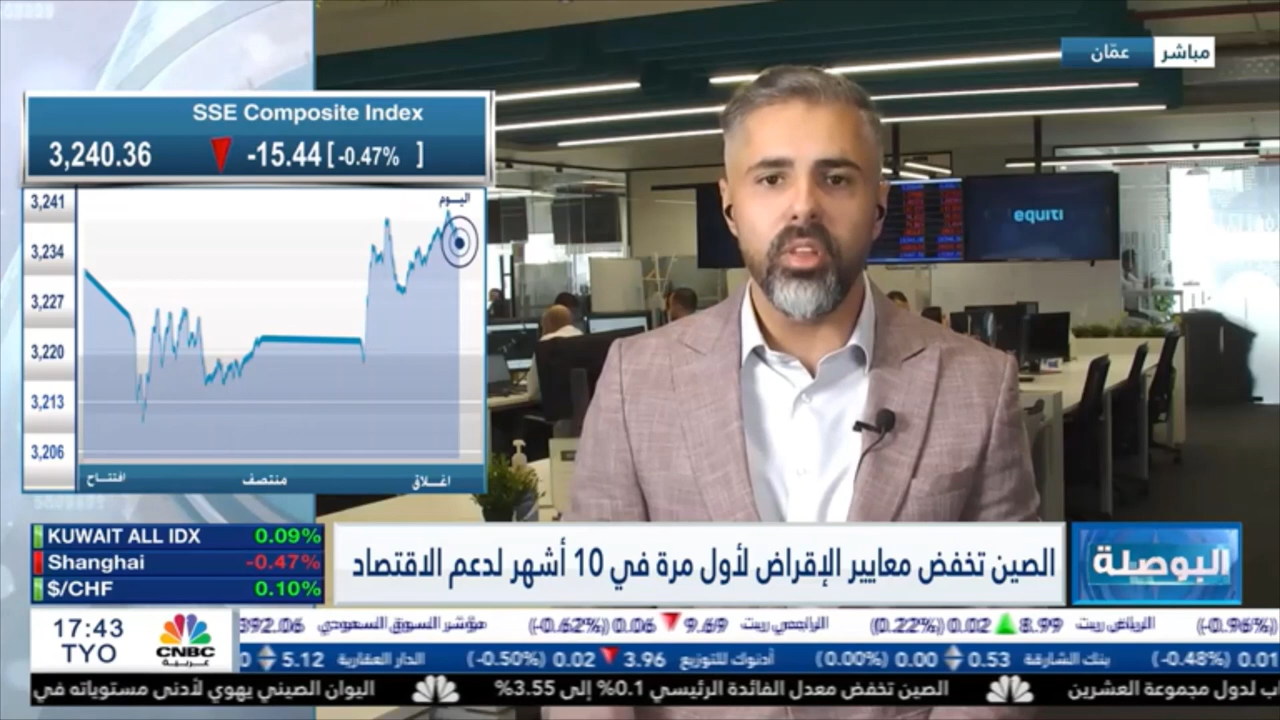 مباشر عمّان
SSE Composite Index
3,240.36 -15.44 [ -0.47% ]
اليوم
3,241
3,234
3,227
3,220
3,213
3,206
افتتاح منتصف اغلاق
equiti
KUWAIT ALL IDX 0.09%
Shanghai -0.47%
$/CHF 0.10%
الصين تخفض معايير الإقراض لأول مرة في 10 أشهر لدعم الاقتصاد
البوصلة
17:43
TYO
CNBC
عربية
(-0.96%) الرياض ريت 8.99 0.02 (0.22%) الراجحي ريت 9.69 0.06 (-0.62%) مؤشر السوق السعودي 392.06
0.01 (-0.48%) بنك الشارقة 0.53 0.00 (0.00%) أدنوك للتوزيع 3.96 0.02 (-0.50%) الدار العقارية 5.12 0
ب لدول مجموعة العشرين الصين تخفض معدل الفائدة الرئيسي 0.1% إلى 3.55% اليوان الصيني يهوي لأدنى مستوياته في